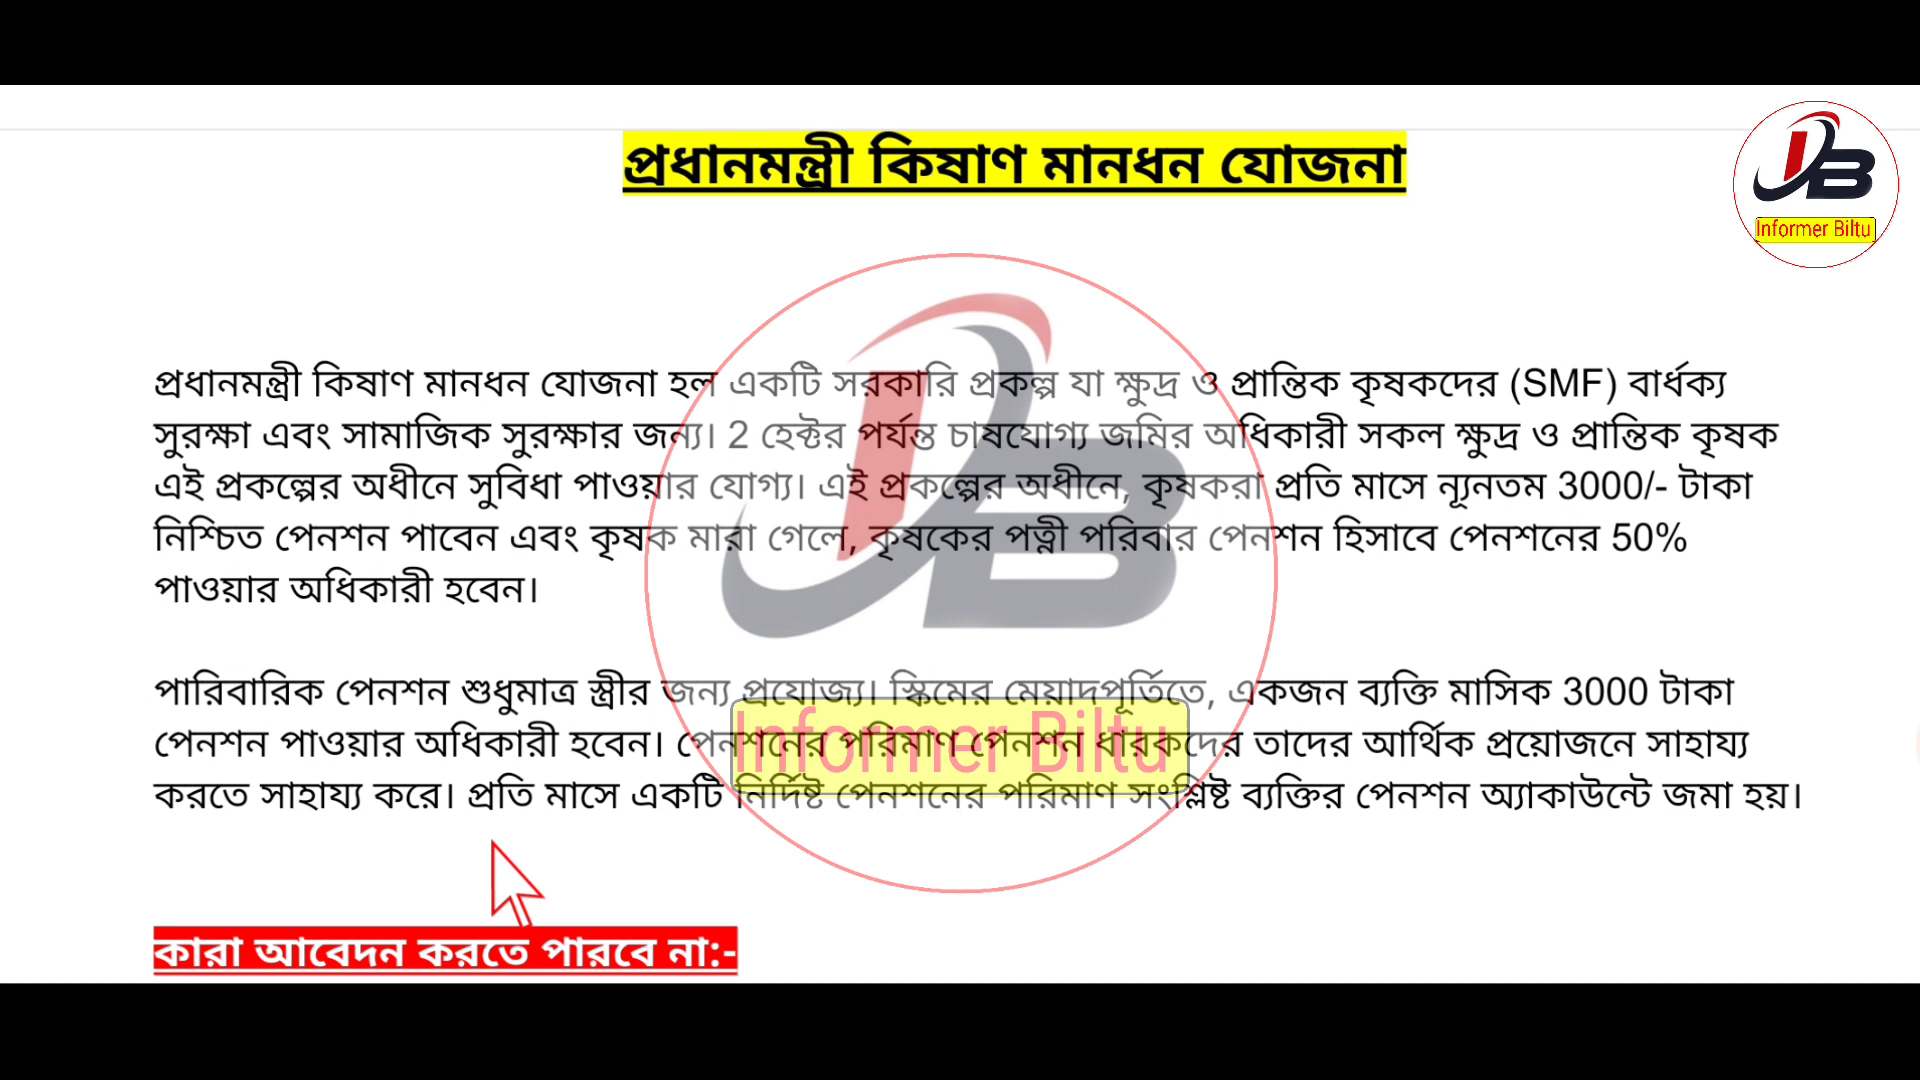 প্রধানমন্ত্রী কিষাণ মানধন যোজনা
Informer Biltu
প্রধানমন্ত্রী কিষাণ মানধন যোজনা হল একটি সরকারি প্রকল্প যা ক্ষুদ্র ও প্রান্তিক কৃষকদের (SMF) বার্ধক্য
সুরক্ষা এবং সামাজিক সুরক্ষার জন্য। 2 হেক্টর পর্যন্ত চাষযোগ্য জমির অধিকারী সকল ক্ষুদ্র ও প্রান্তিক কৃষক
এই প্রকল্পের অধীনে সুবিধা পাওয়ার যোগ্য। এই প্রকল্পের অধীনে, কৃষকরা প্রতি মাসে ন্যূনতম 3000/- টাকা
নিশ্চিত পেনশন পাবেন এবং কৃষক মারা গেলে, কৃষকের পত্নী পরিবার পেনশন হিসাবে পেনশনের 50%
পাওয়ার অধিকারী হবেন।
পারিবারিক পেনশন শুধুমাত্র স্ত্রীর জন্য প্রযোজ্য। স্কিমের মেয়াদপূর্তিতে, একজন ব্যক্তি মাসিক 3000 টাকা
পেনশন পাওয়ার অধিকারী হবেন। পেনশনের পরিমাণ পেনশন ধারকদের তাদের আর্থিক প্রয়োজনে সাহায্য
Informer Biltu
করতে সাহায্য করে। প্রতি মাসে একটি নির্দিষ্ট পেনশনের পরিমাণ সংশ্লিষ্ট ব্যক্তির পেনশন অ্যাকাউন্টে জমা হয়।
কারা আবেদন করতে পারবে না:-